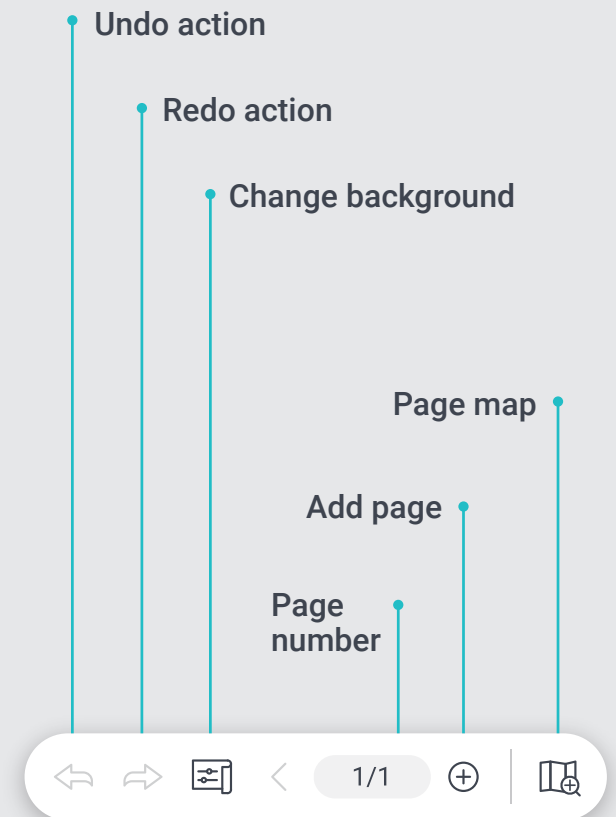 Undo action
Redo action
Change background
Page map
Add page
Page
number
1/1